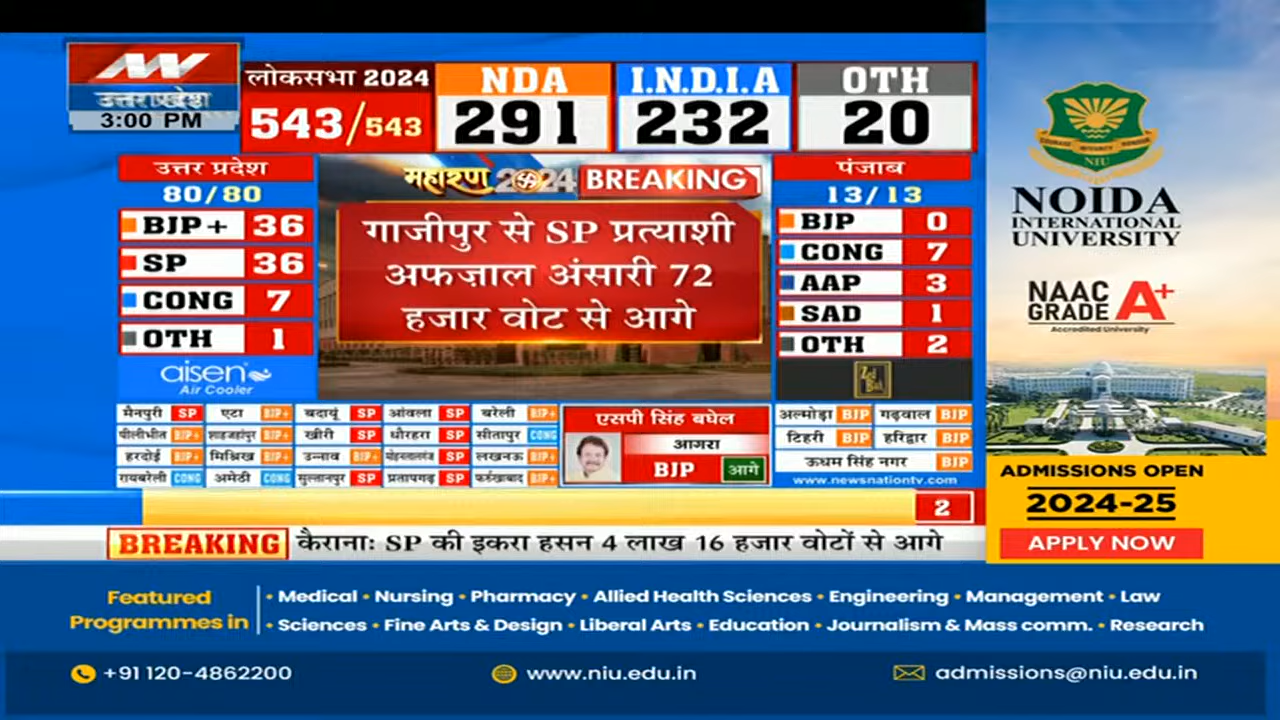 उत्तर प्रदेश
3:00 PM
लोकसभा 2024
543/543
NDA
291
I.N.D.I.A
232
OTH
20
उत्तर प्रदेश
80/80
BJP+ 36
SP 36
CONG 7
OTH 1
aisen
Air Cooler
महारण 2024 BREAKING
गाजीपुर से SP प्रत्याशी
अफज़ाल अंसारी 72
हजार वोट से आगे
पंजाब
13/13
BJP 0
CONG 7
AAP 3
SAD 1
OTH 2
मैनपुरी SP एटा BJP+ बदायूं SP आंवला SP बरेली BJP+
पीलीभीत BJP+ शाहजहांपुर BJP+ खीरी SP धौरहरा SP सीतापुर CONG
हरदोई BJP+ मिश्रिख BJP+ उन्नाव BJP+ मोहनलालगंज SP लखनऊ BJP+
रायबरेली CONG अमेठी CONG सुल्तानपुर SP प्रतापगढ़ SP फर्रुखाबाद BJP+
एसपी सिंह बघेल
आगरा
BJP आगे
अल्मोड़ा BJP गढ़वाल BJP
टिहरी BJP हरिद्वार BJP
ऊधम सिंह नगर BJP
www.newsnationtv.com
2
BREAKING कैरानाः SP की इकरा हसन 4 लाख 16 हजार वोटों से आगे
NIU
NOIDA
INTERNATIONAL
UNIVERSITY
NAAC
GRADE A+
Accredited University
ADMISSIONS OPEN
2024-25
APPLY NOW
Featured
Programmes in
• Medical • Nursing • Pharmacy • Allied Health Sciences • Engineering • Management • Law
• Sciences • Fine Arts & Design • Liberal Arts • Education • Journalism & Mass comm. • Research
+91 120-4862200
www.niu.edu.in
admissions@niu.edu.in